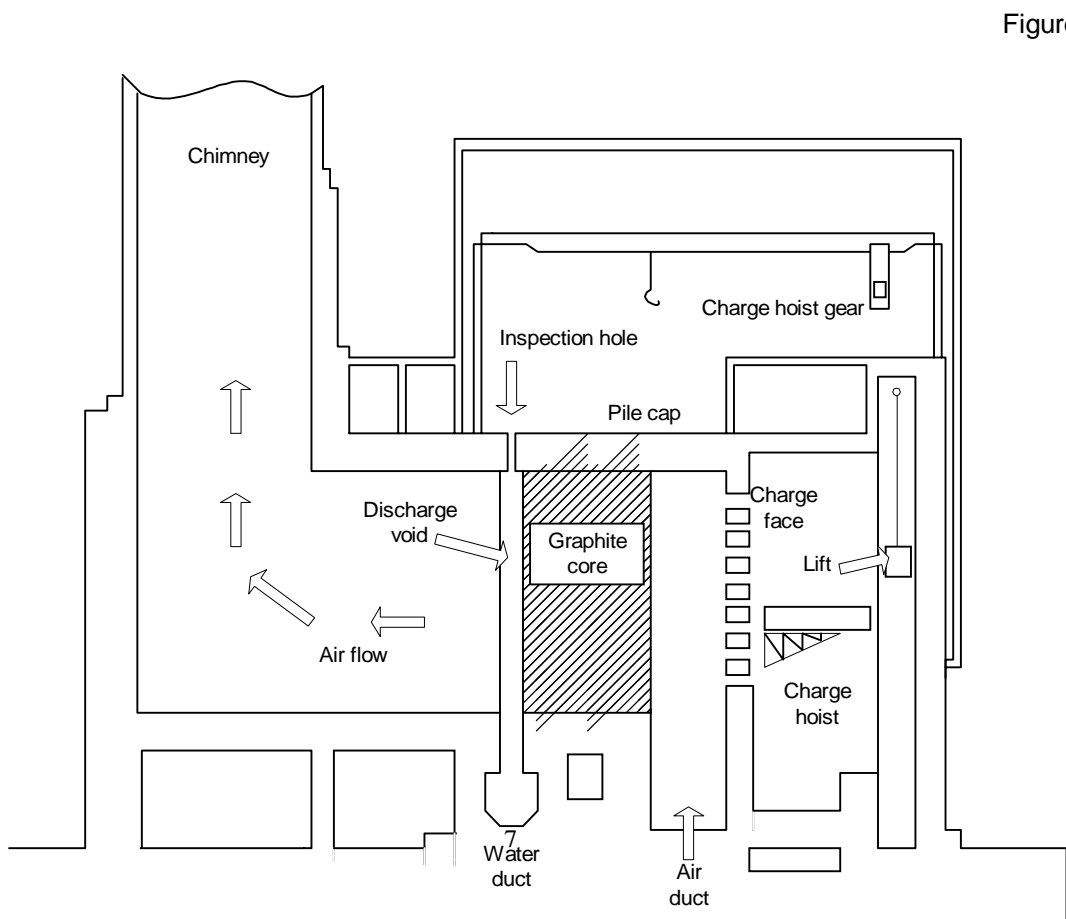 Figure
Chimney
Charge hoist gear
Inspection hole
Pile cap
Discharge
void
Graphite
core
Charge
face
Lift
Air flow
Charge
hoist
7
Water
duct
Air
duct